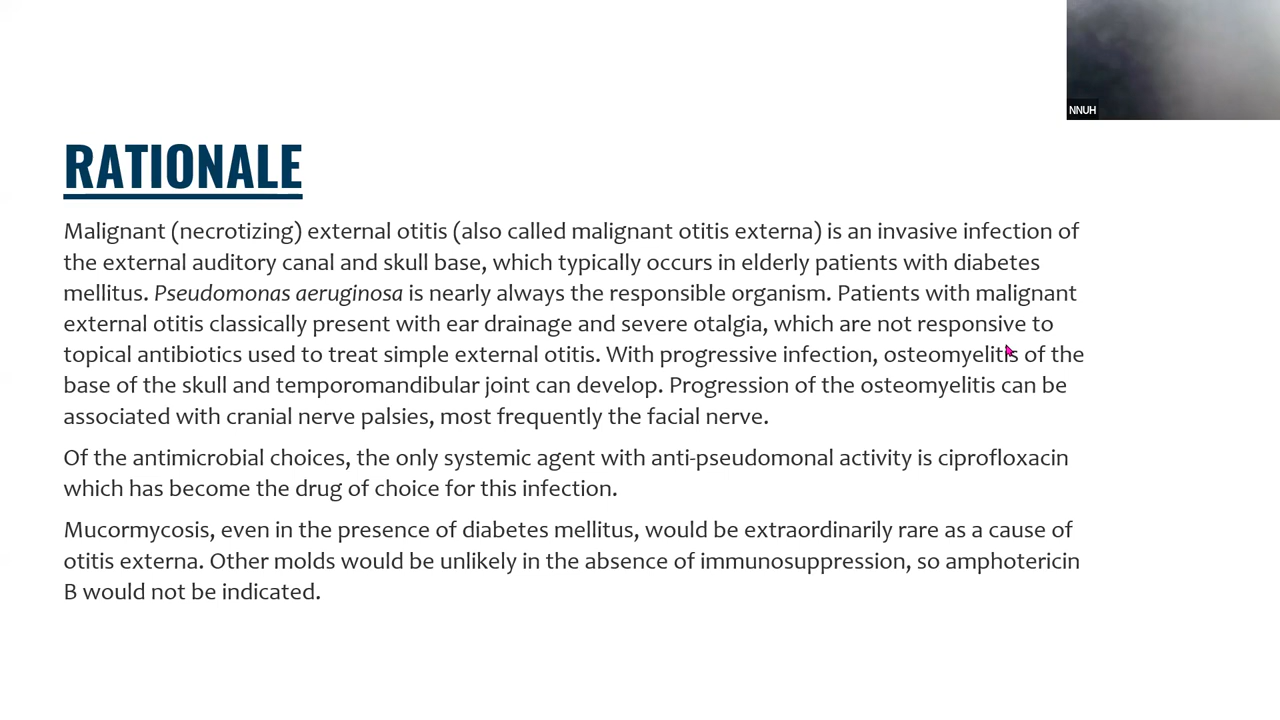 NNUH
RATIONALE
Malignant (necrotizing) external otitis (also called malignant otitis externa) is an invasive infection of
the external auditory canal and skull base, which typically occurs in elderly patients with diabetes
mellitus. Pseudomonas aeruginosa is nearly always the responsible organism. Patients with malignant
external otitis classically present with ear drainage and severe otalgia, which are not responsive to
topical antibiotics used to treat simple external otitis. With progressive infection, osteomyelitis of the
base of the skull and temporomandibular joint can develop. Progression of the osteomyelitis can be
associated with cranial nerve palsies, most frequently the facial nerve.
Of the antimicrobial choices, the only systemic agent with anti-pseudomonal activity is ciprofloxacin
which has become the drug of choice for this infection.
Mucormycosis, even in the presence of diabetes mellitus, would be extraordinarily rare as a cause of
otitis externa. Other molds would be unlikely in the absence of immunosuppression, so amphotericin
B would not be indicated.